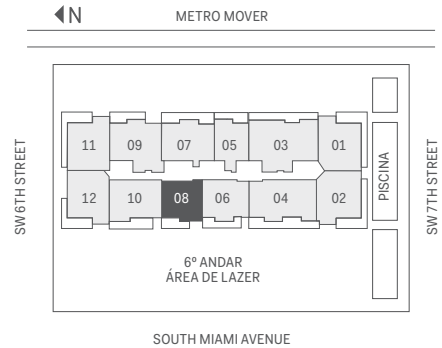 N
METRO MOVER
SW 6TH STREET
11 09 07 05 03 01
12 10 08 06 04 02
PISCINA
SW 7TH STREET
6º ANDAR
ÁREA DE LAZER
SOUTH MIAMI AVENUE